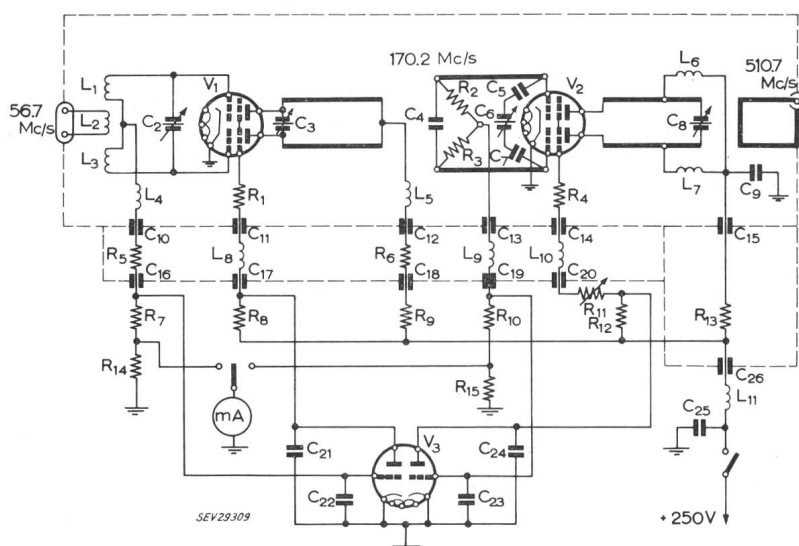 170.2 Mc/s
510.7
Mc/s
56.7
Mc/s
L1
L2
L3
C2
V1
C3
C4
R2
R3
C5
C6
C7
V2
L6
C8
L7
C9
L4
R1
L5
R4
C10
C11
C12
C13
C14
C15
R5
L8
R6
L9
L10
C16
C17
C18
C19
C20
R7
R8
R9
R10
R11
R12
R13
R14
R15
mA
C26
L11
C25
C21
V3
C24
C22
C23
SEV29309
+250V